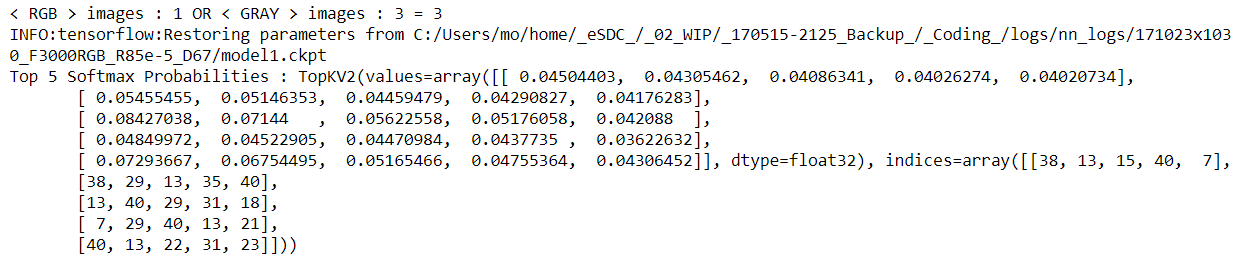 < RGB > images : 1 OR < GRAY > images : 3 = 3
INFO:tensorflow:Restoring parameters from C:/Users/mo/home/_eSDC_/_02_WIP/_170515-2125_Backup_/_Coding_/logs/nn_logs/171023x103
0_F3000RGB_R85e-5_D67/model1.ckpt
Top 5 Softmax Probabilities : TopKV2(values=array([[ 0.04504403,  0.04305462,  0.04086341,  0.04026274,  0.04020734],
       [ 0.05455455,  0.05146353,  0.04459479,  0.04290827,  0.04176283],
       [ 0.08427038,  0.07144   ,  0.05622558,  0.05176058,  0.042088  ],
       [ 0.04849972,  0.04522905,  0.04470984,  0.0437735 ,  0.03622632],
       [ 0.07293667,  0.06754495,  0.05165466,  0.04755364,  0.04306452]], dtype=float32), indices=array([[38, 13, 15, 40,  7],
       [38, 29, 13, 35, 40],
       [13, 40, 29, 31, 18],
       [ 7, 29, 40, 13, 21],
       [40, 13, 22, 31, 23]]))